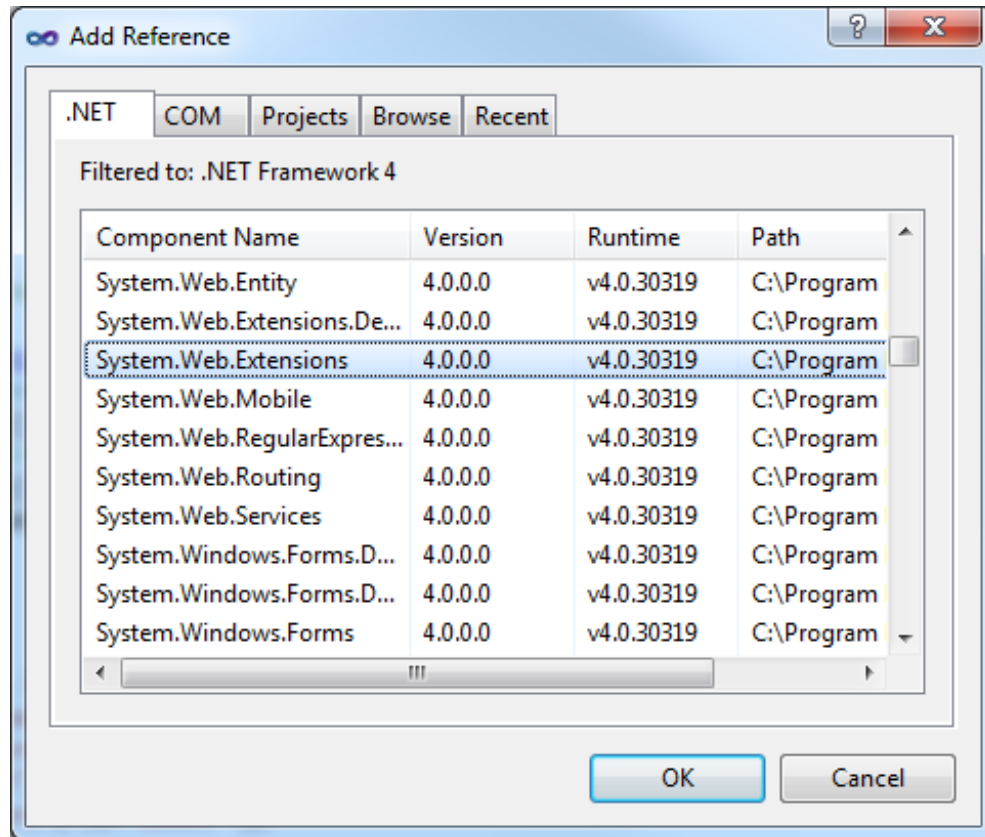 Add Reference
.NET COM Projects Browse Recent
Filtered to: .NET Framework 4
Component Name Version Runtime Path
System.Web.Entity 4.0.0.0 v4.0.30319 C:\Program
System.Web.Extensions.De... 4.0.0.0 v4.0.30319 C:\Program
System.Web.Extensions 4.0.0.0 v4.0.30319 C:\Program
System.Web.Mobile 4.0.0.0 v4.0.30319 C:\Program
System.Web.RegularExpres... 4.0.0.0 v4.0.30319 C:\Program
System.Web.Routing 4.0.0.0 v4.0.30319 C:\Program
System.Web.Services 4.0.0.0 v4.0.30319 C:\Program
System.Windows.Forms.D... 4.0.0.0 v4.0.30319 C:\Program
System.Windows.Forms.D... 4.0.0.0 v4.0.30319 C:\Program
System.Windows.Forms 4.0.0.0 v4.0.30319 C:\Program
OK Cancel